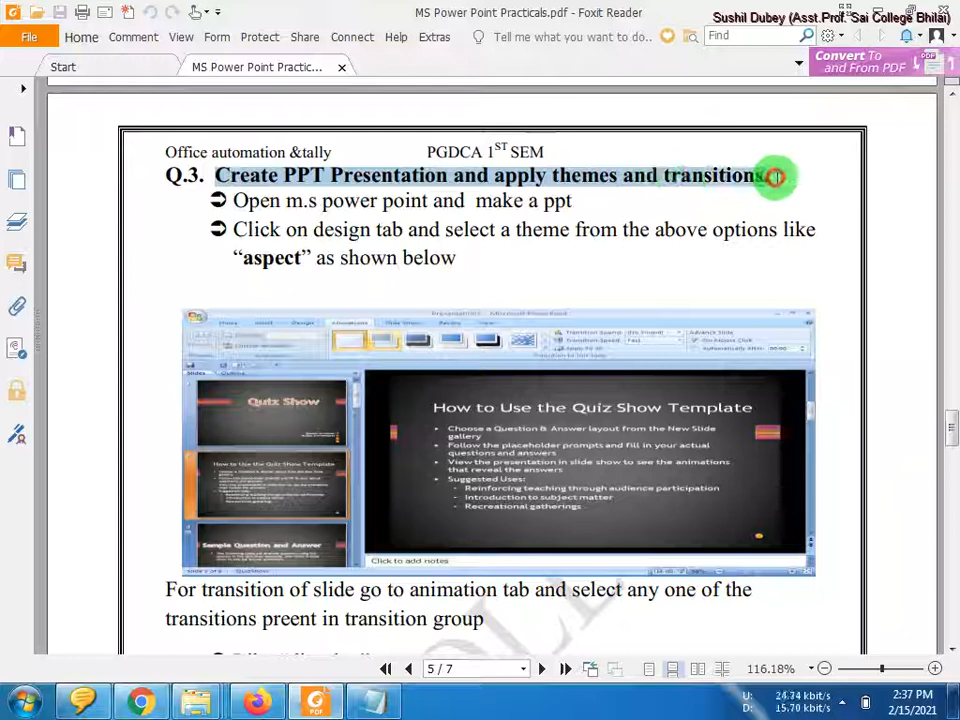 MS Power Point Practicals.pdf - Foxit Reader
Sushil Dubey (Asst.Prof. Sai College Bhilai)
File Home Comment View Form Protect Share Connect Help Extras Tell me what you want to do... Find
Start MS Power Point Practic... Convert To
and From PDF
Office automation &tally PGDCA 1ST SEM
Q.3. Create PPT Presentation and apply themes and transitions.
➲ Open m.s power point and make a ppt
➲ Click on design tab and select a theme from the above options like
“aspect” as shown below
Quiz Show
How to Use the Quiz Show Template
• Choose a Question & Answer layout from the New Slide
gallery
• Follow the placeholder prompts and fill in your actual
questions and answers
• View the presentation in slide show to see the animations
that reveal the answers
• Suggested Uses:
• Reinforcing teaching through audience participation
• Introduction to subject matter
• Recreational gatherings
How to Use the Quiz Show Template
Sample Question and Answer
Click to add notes
For transition of slide go to animation tab and select any one of the
transitions preent in transition group
5 / 7 116.18%
U: 24.74 kbit/s
D: 15.70 kbit/s
2:37 PM
2/15/2021